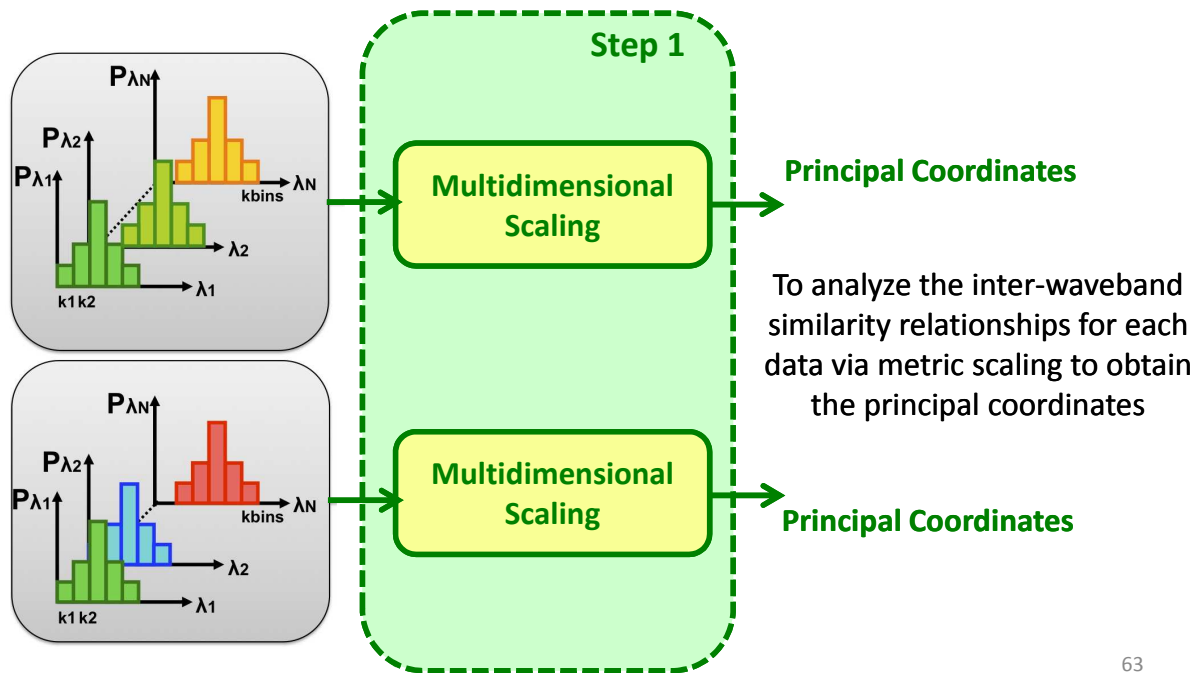 Step 1
PλN
Pλ2
Pλ1
λN
kbins
λ2
λ1
k1 k2
Multidimensional
Scaling
Principal Coordinates
To analyze the inter-waveband
similarity relationships for each
data via metric scaling to obtain
the principal coordinates
PλN
Pλ2
Pλ1
λN
kbins
λ2
λ1
k1 k2
Multidimensional
Scaling
Principal Coordinates
63